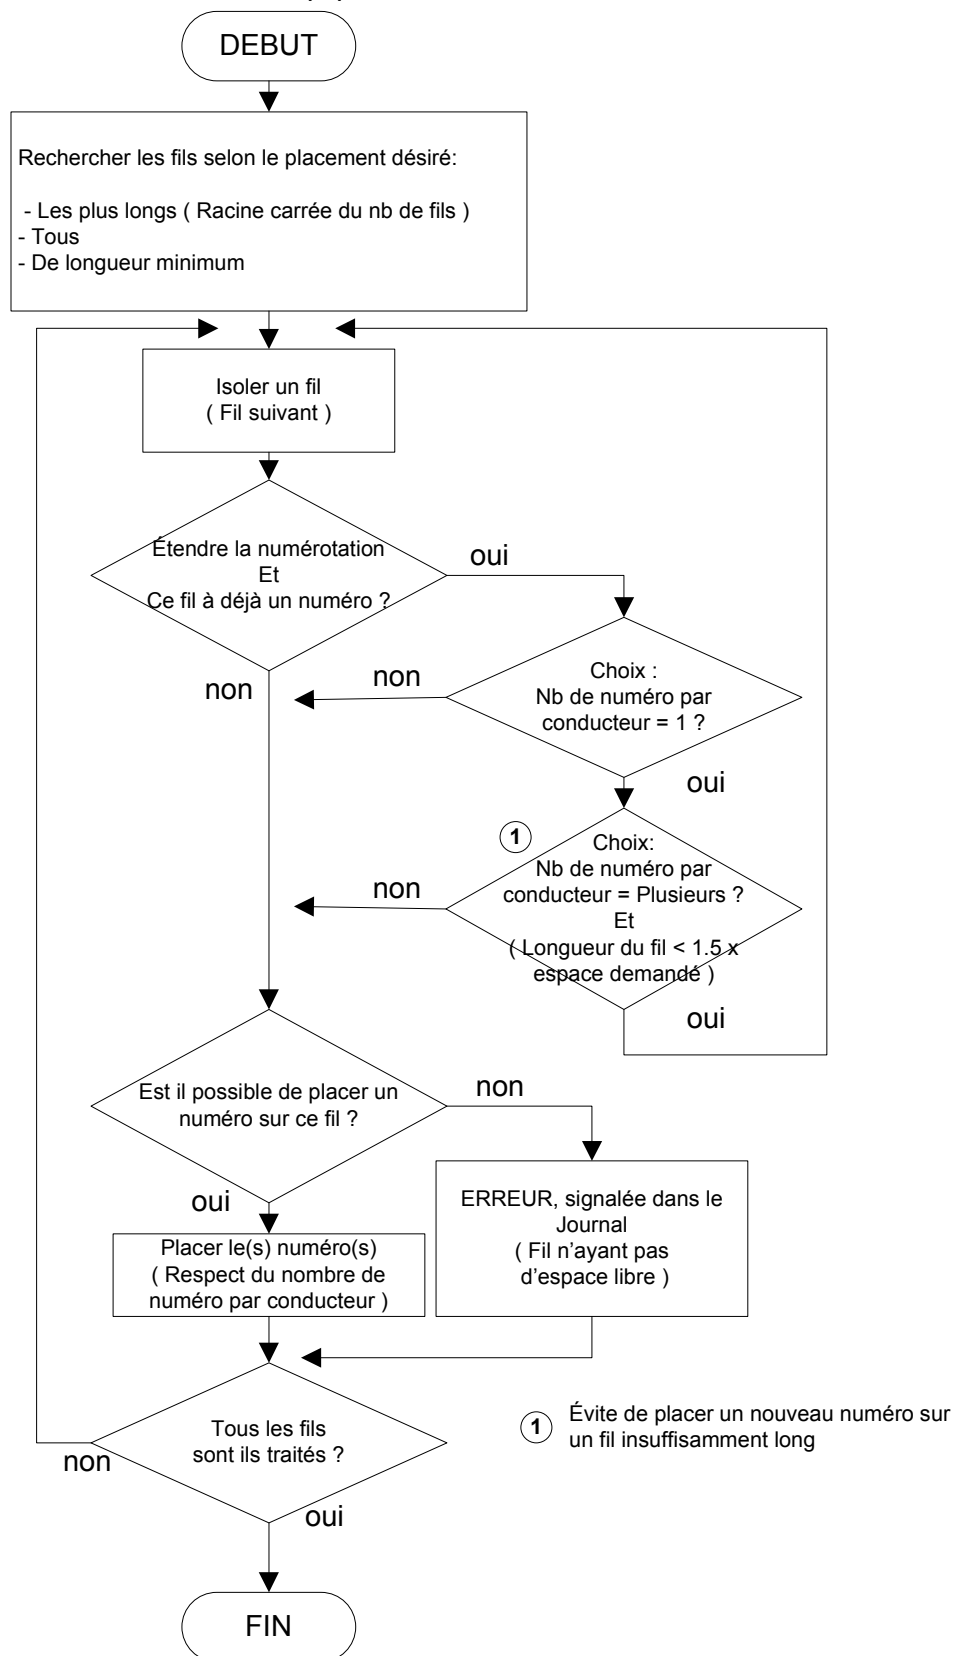 DEBUT
Rechercher les fils selon le placement désiré:
- Les plus longs ( Racine carrée du nb de fils )
- Tous
- De longueur minimum
Isoler un fil
( Fil suivant )
Étendre la numérotation
Et
Ce fil à déjà un numéro ?
oui
non
Choix :
Nb de numéro par
conducteur = 1 ?
non
oui
1
Choix:
Nb de numéro par
conducteur = Plusieurs ?
Et
( Longueur du fil < 1.5 x
espace demandé )
non
oui
Est il possible de placer un
numéro sur ce fil ?
non
oui
ERREUR, signalée dans le
Journal
( Fil n'ayant pas
d'espace libre )
Placer le(s) numéro(s)
( Respect du nombre de
numéro par conducteur )
Tous les fils
sont ils traités ?
non
oui
1 Évite de placer un nouveau numéro sur
un fil insuffisamment long
FIN